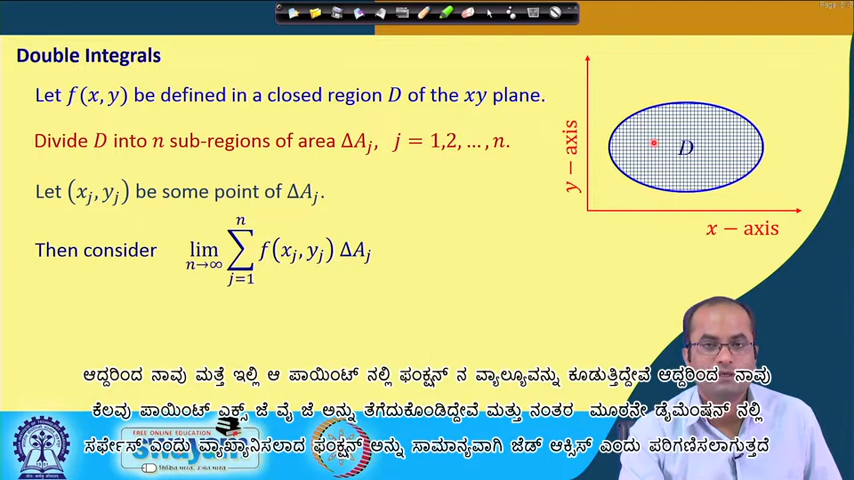 Double Integrals
Let f(x, y) be defined in a closed region D of the xy plane.
Divide D into n sub-regions of area ΔA_j, j = 1,2, …, n.
Let (x_j, y_j) be some point of ΔA_j.
Then consider lim_{n→∞} ∑_{j=1}^{n} f(x_j, y_j) ΔA_j
y − axis
D
x − axis
ಆದ್ದರಿಂದ ನಾವು ಮತ್ತೆ ಇಲ್ಲಿ ಆ ಪಾಯಿಂಟ್ ನಲ್ಲಿ ಫಂಕ್ಷನ್ ನ ವ್ಯಾಲ್ಯೂವನ್ನು ಕೂಡುತ್ತಿದ್ದೇವೆ ಆದ್ದರಿಂದ ನಾವು
ಕೆಲವು ಪಾಯಿಂಟ್ ಎಕ್ಸ್ ಜೆ ವೈ ಜೆ ಅನ್ನು ತೆಗೆದುಕೊಂಡಿದ್ದೇವೆ ಮತ್ತು ನಂತರ ಮೂರನೇ ಡೈಮೆಂಷನ್ ನಲ್ಲಿ
ಸರ್ಫೇಸ್ ಎಂದು ವ್ಯಾಖ್ಯಾನಿಸಲಾದ ಫಂಕ್ಷನ್ ಅನ್ನು ಸಾಮಾನ್ಯವಾಗಿ ಜೆಡ್ ಆಕ್ಸಿಸ್ ಎಂದು ಪರಿಗಣಿಸಲಾಗುತ್ತದೆ
FREE ONLINE EDUCATION
swayam